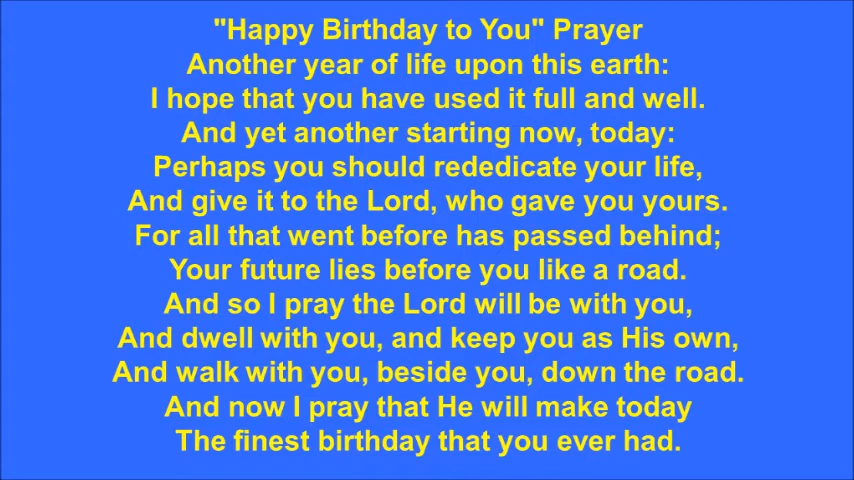 "Happy Birthday to You" Prayer
Another year of life upon this earth:
I hope that you have used it full and well.
And yet another starting now, today:
Perhaps you should rededicate your life,
And give it to the Lord, who gave you yours.
For all that went before has passed behind;
Your future lies before you like a road.
And so I pray the Lord will be with you,
And dwell with you, and keep you as His own,
And walk with you, beside you, down the road.
And now I pray that He will make today
The finest birthday that you ever had.